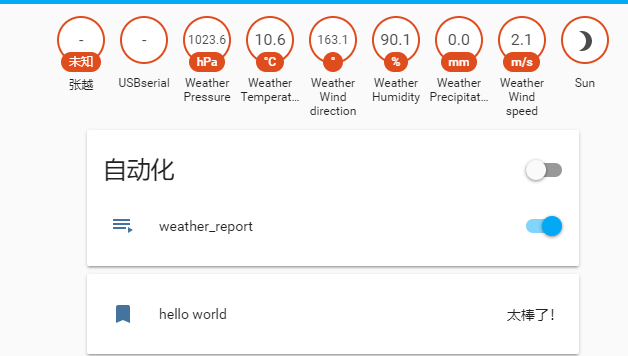 -
未知
张越
-
USBserial
1023.6
hPa
Weather
Pressure
10.6
°C
Weather
Temperat...
163.1
°
Weather
Wind
direction
90.1
%
Weather
Humidity
0.0
mm
Weather
Precipitat...
2.1
m/s
Weather
Wind
speed
Sun
自动化
weather_report
hello world
太棒了!